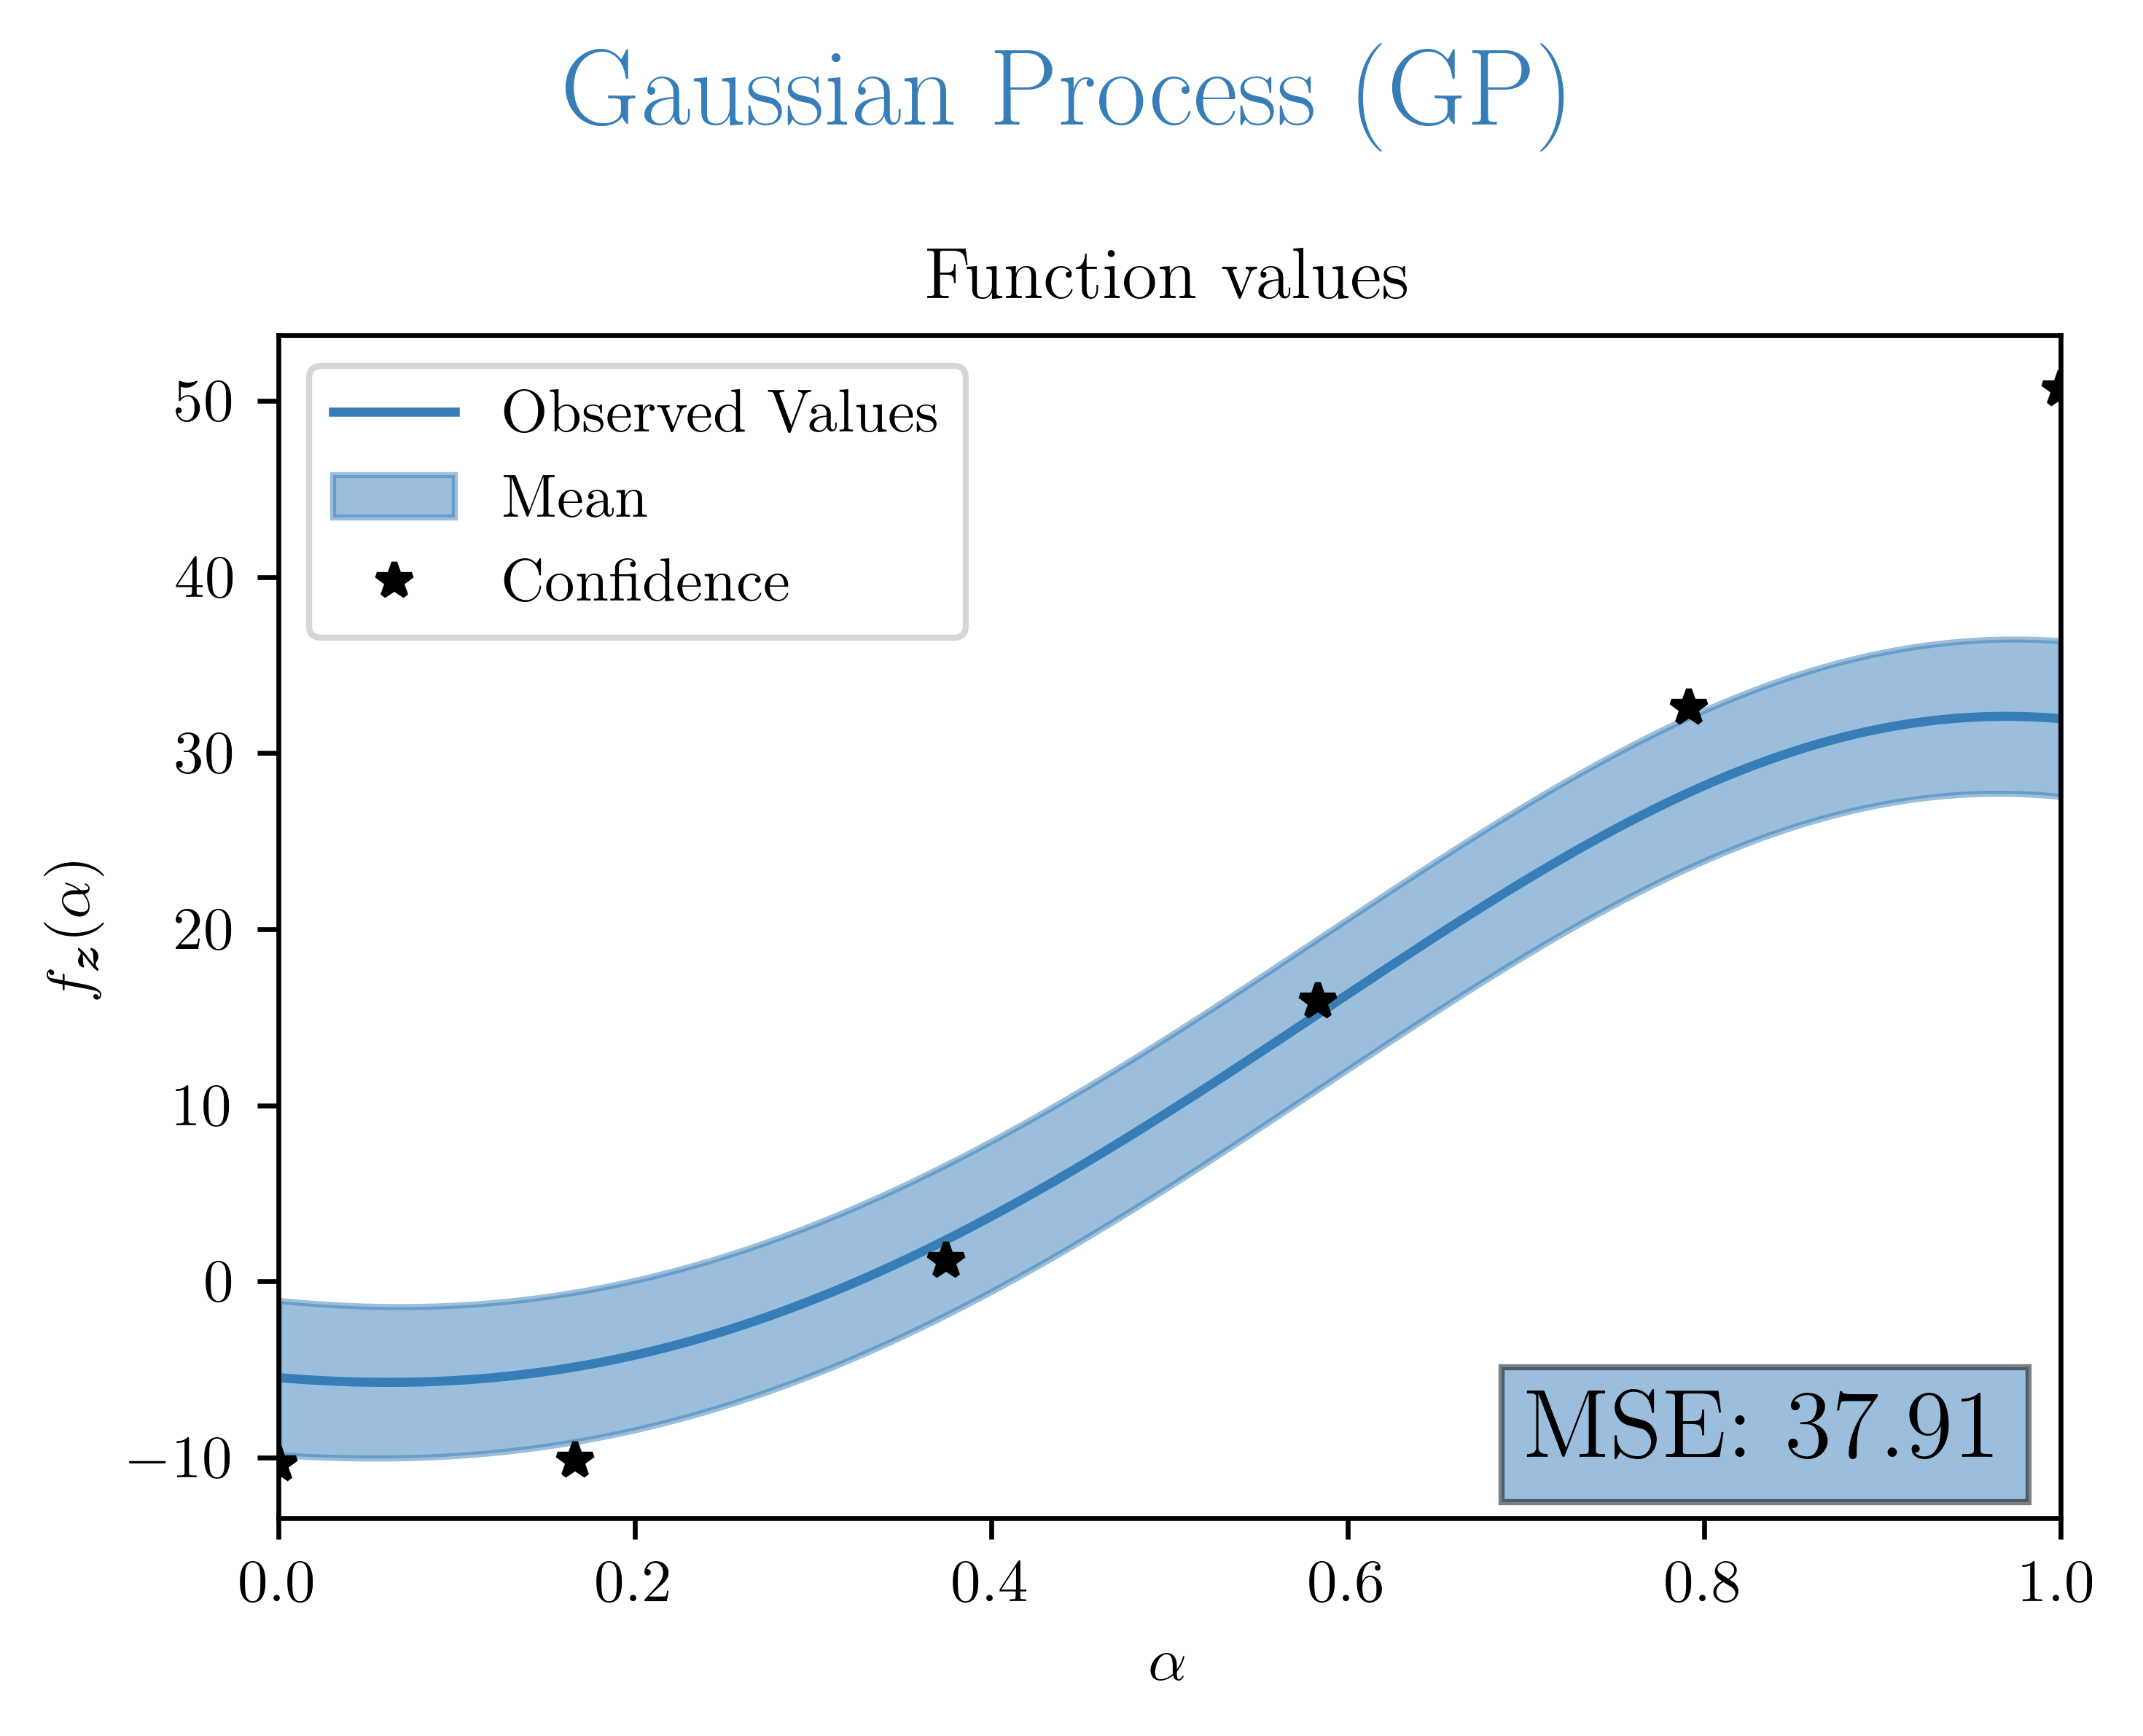 Gaussian Process (GP)
Function values
Observed Values
Mean
Confidence
50
40
30
20
10
0
−10
f_z(α)
MSE: 37.91
0.0 0.2 0.4 0.6 0.8 1.0
α